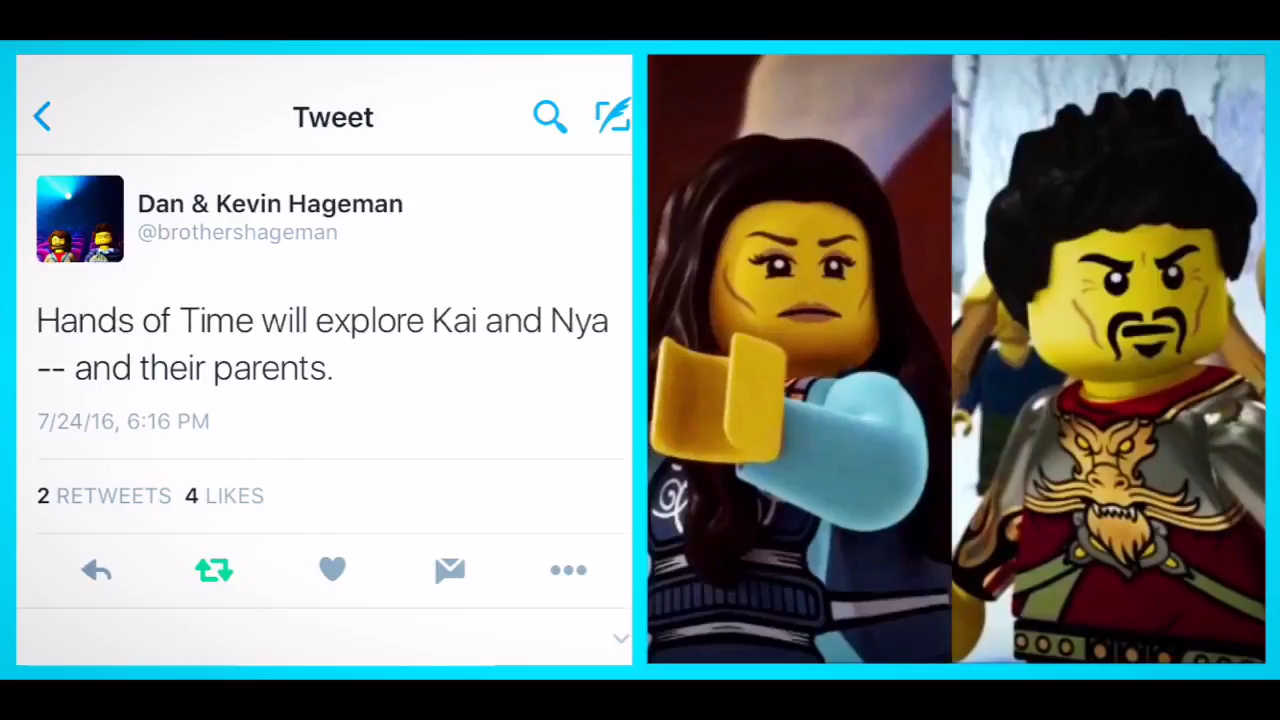 Tweet
Dan & Kevin Hageman
@brothershageman
Hands of Time will explore Kai and Nya
-- and their parents.
7/24/16, 6:16 PM
2 RETWEETS 4 LIKES